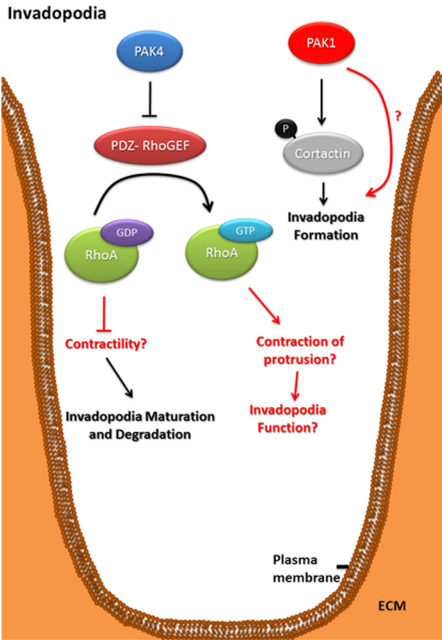 Invadopodia
PAK4
PAK1
?
PDZ- RhoGEF
P
Cortactin
Invadopodia
Formation
GDP
RhoA
GTP
RhoA
Contractility?
Contraction of
protrusion?
Invadopodia Maturation
and Degradation
Invadopodia
Function?
Plasma
membrane
ECM